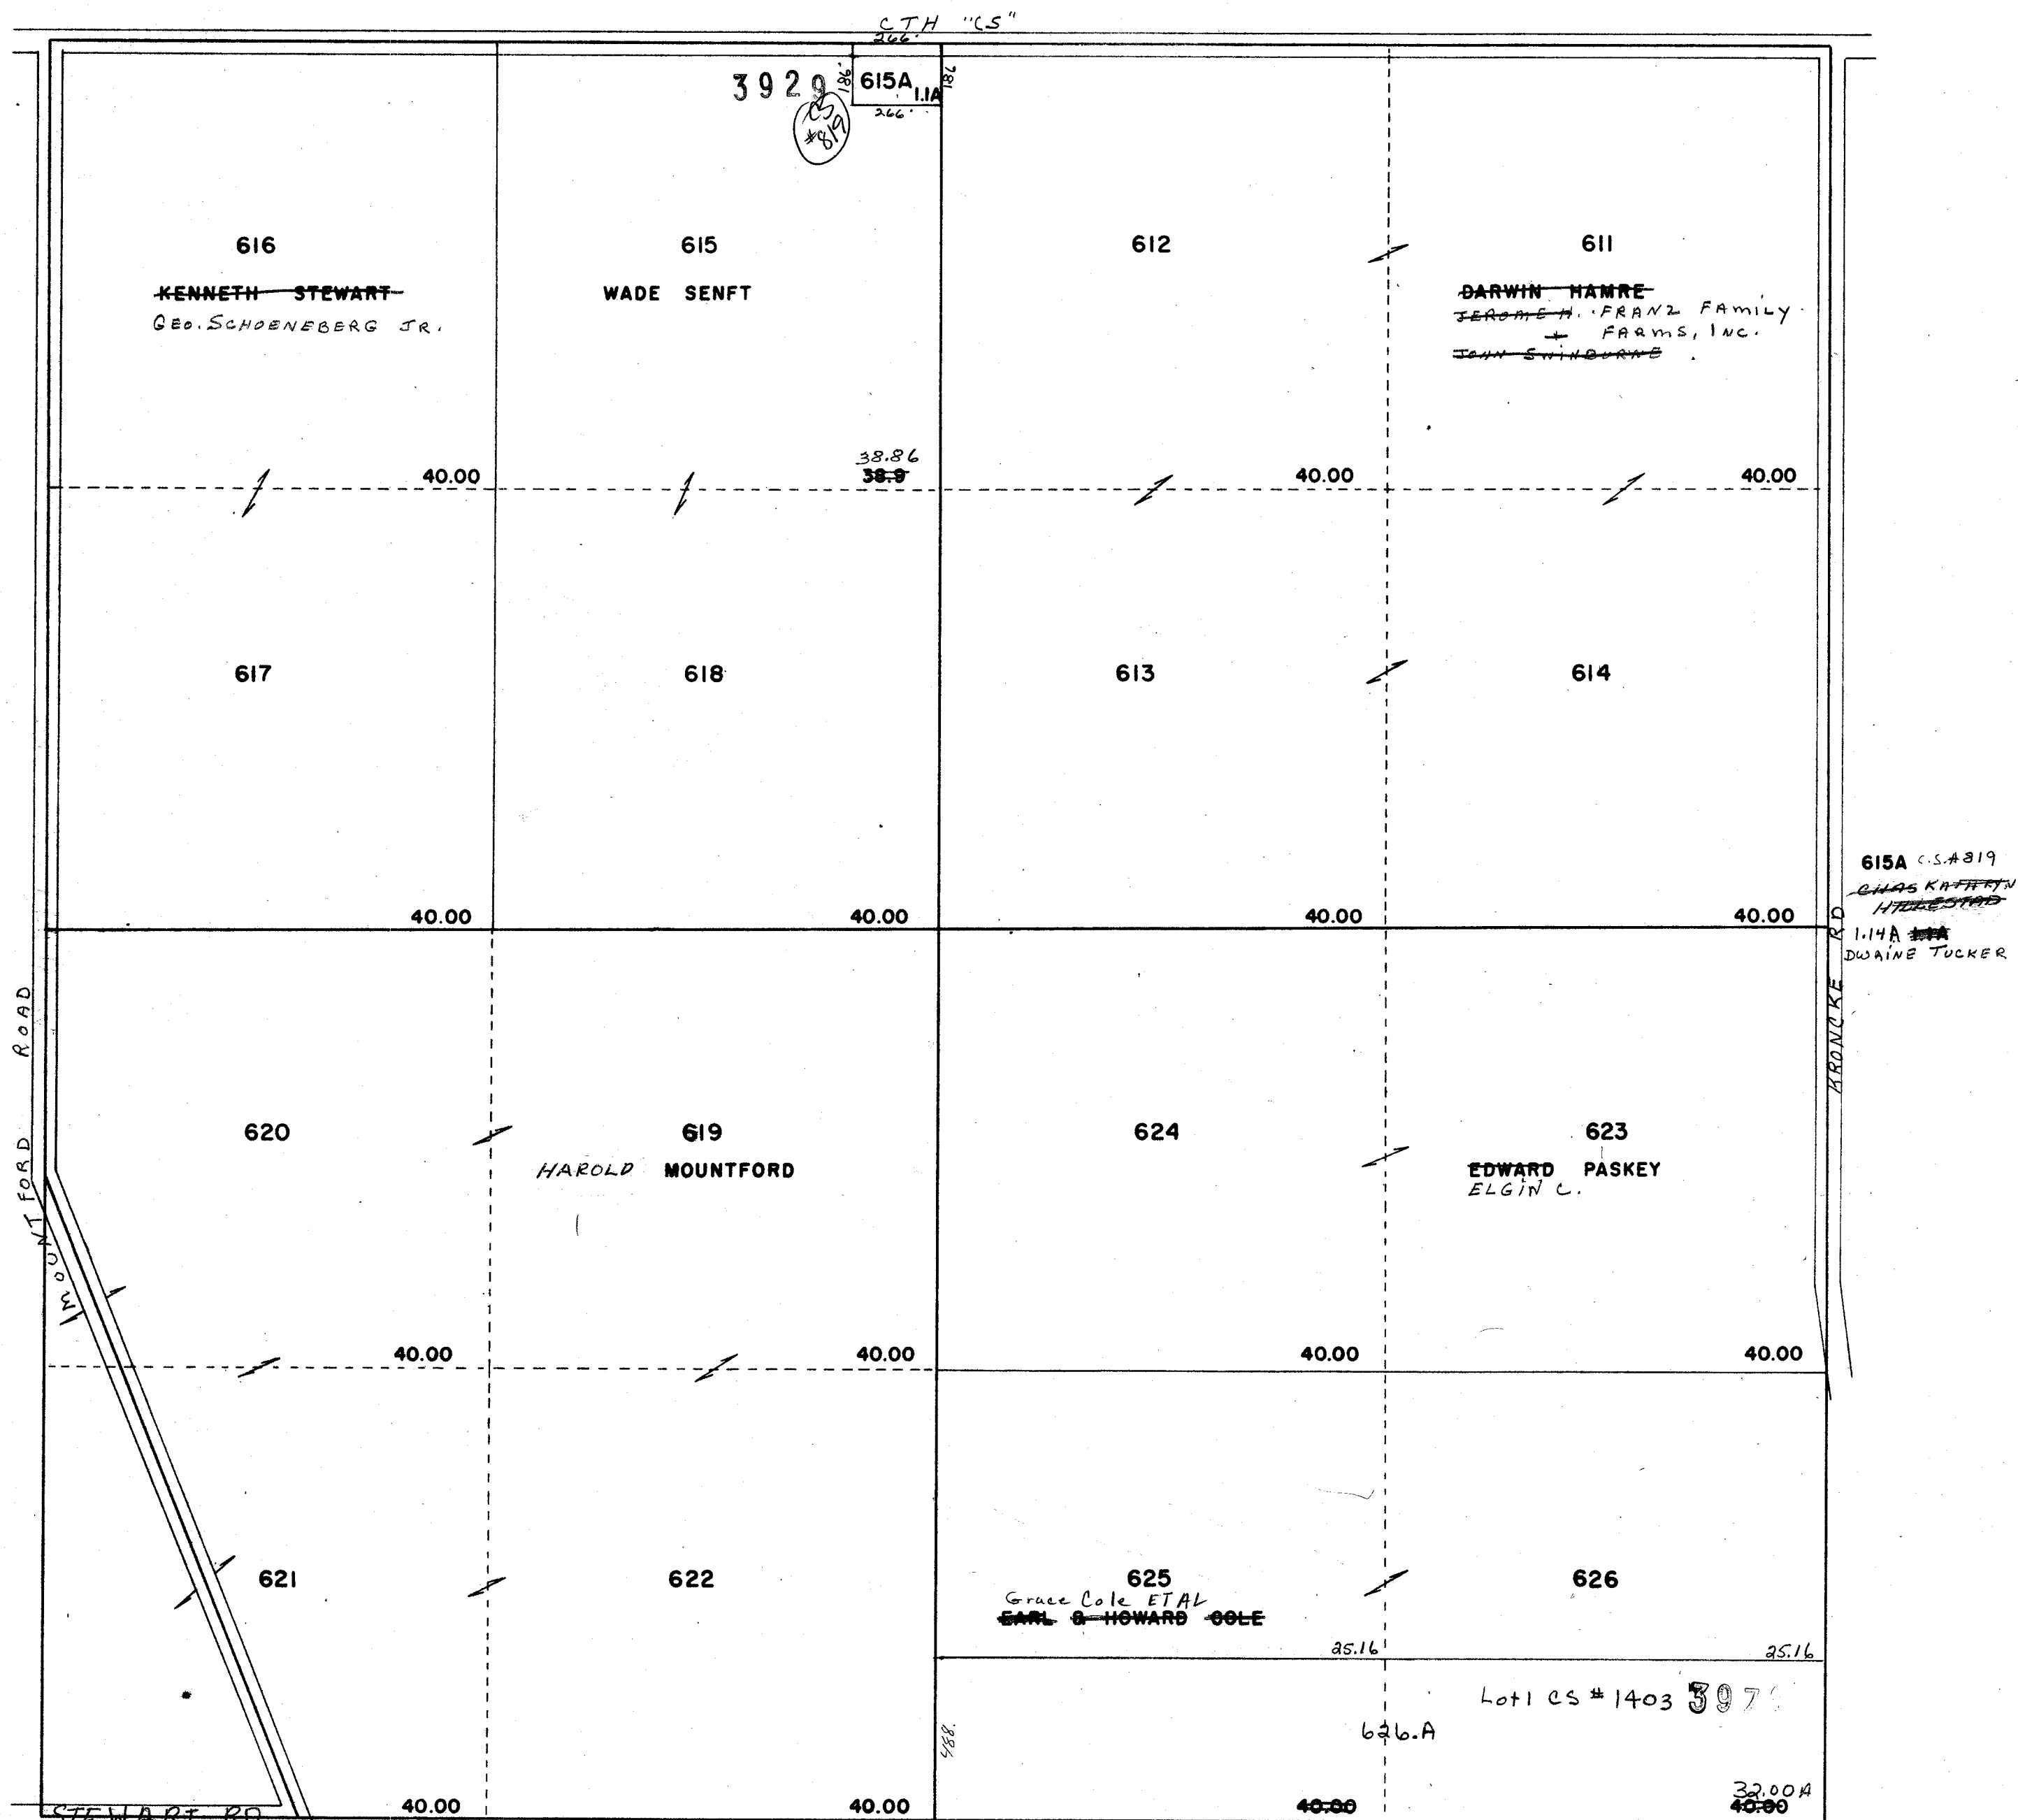 CTH "CS"
266.
3929
186'
615A
1.1A
186
266.
CS
#819
616
KENNETH STEWART
GEO. SCHOENEBERG JR.
615
WADE SENFT
612
611
DARWIN HAMRE
JEROME H. FRANZ FAMILY
+ FARMS, INC.
JOHN SWINBURNE
40.00
38.86
38.9
40.00
40.00
617
618
613
614
615A C.S.#819
CHAS KATHRYN
HILLESTAD
1.14A 1.1A
DWAINE TUCKER
40.00
40.00
40.00
40.00
MOUNTFORD ROAD
KRONCKE RD
620
619
HAROLD MOUNTFORD
624
623
EDWARD PASKEY
ELGIN C.
40.00
40.00
40.00
40.00
621
622
625
Grace Cole ETAL
EARL & HOWARD COLE
626
25.16
25.16
Lot 1 CS # 1403 397
626.A
488.
STEWART RD
40.00
40.00
40.00
32.00A
40.00